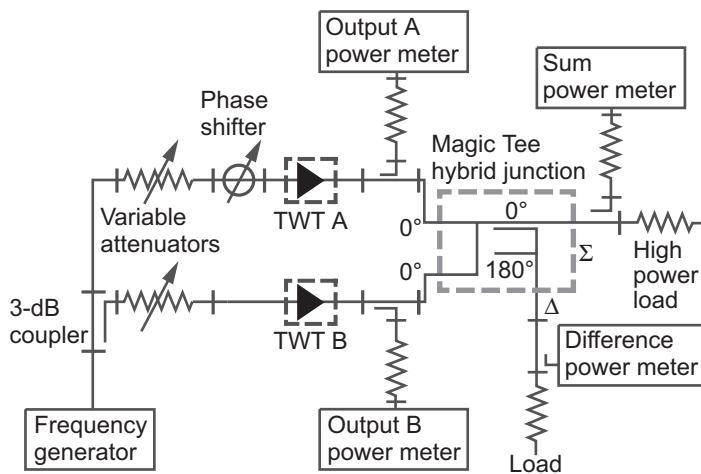 Output A
power meter
Sum
power meter
Phase
shifter
Magic Tee
hybrid junction
Variable
attenuators
TWT A
0°
0°
0°
180°
Σ
High
power
load
3-dB
coupler
TWT B
Δ
Difference
power meter
Frequency
generator
Output B
power meter
Load